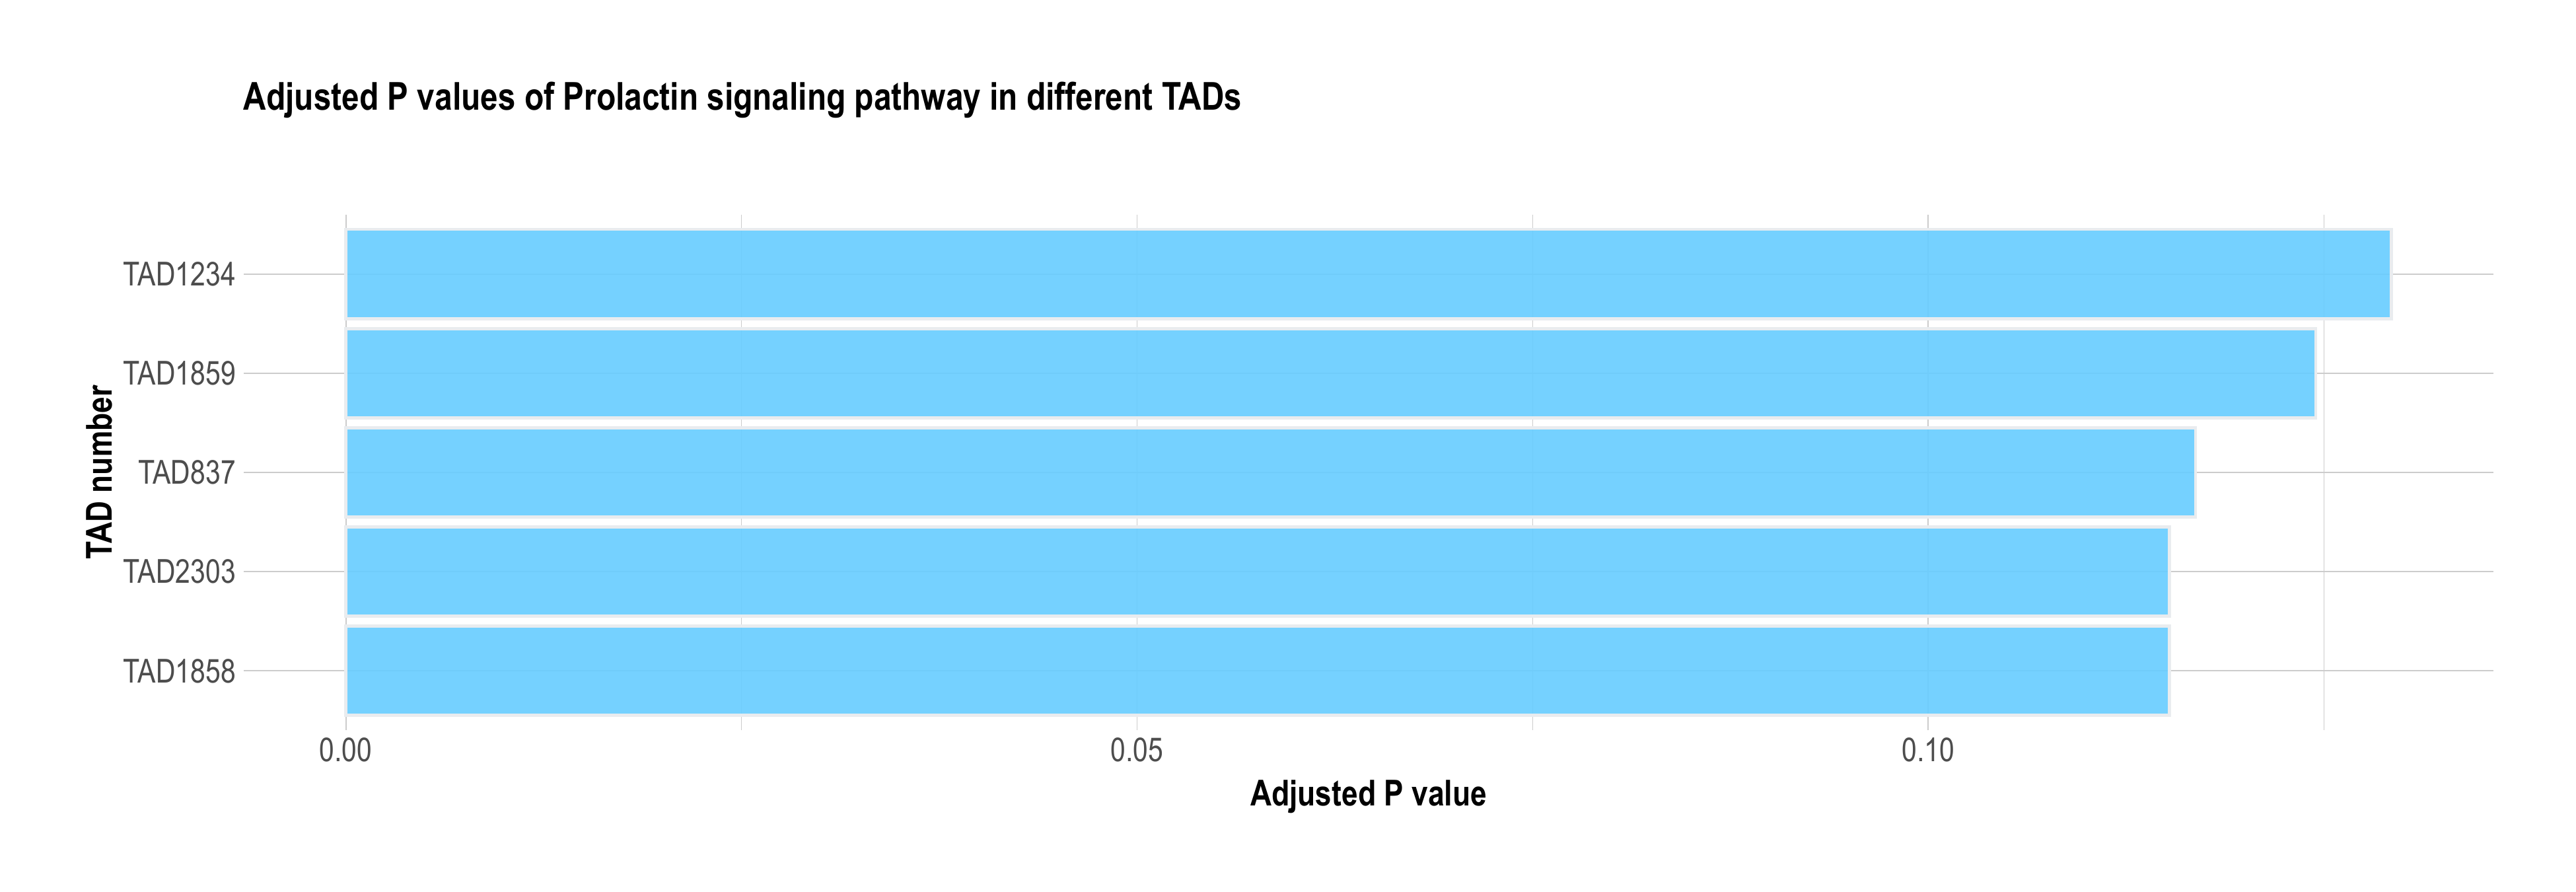 Adjusted P values of Prolactin signaling pathway in different TADs
TAD number
TAD1234
TAD1859
TAD837
TAD2303
TAD1858
0.00 0.05 0.10
Adjusted P value